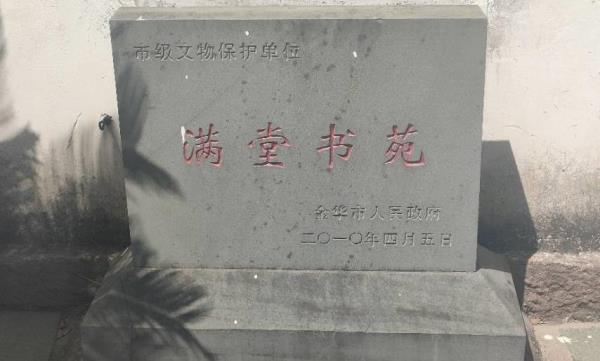 市级文物保护单位
满堂书苑
金华市人民政府
二〇一〇年四月五日